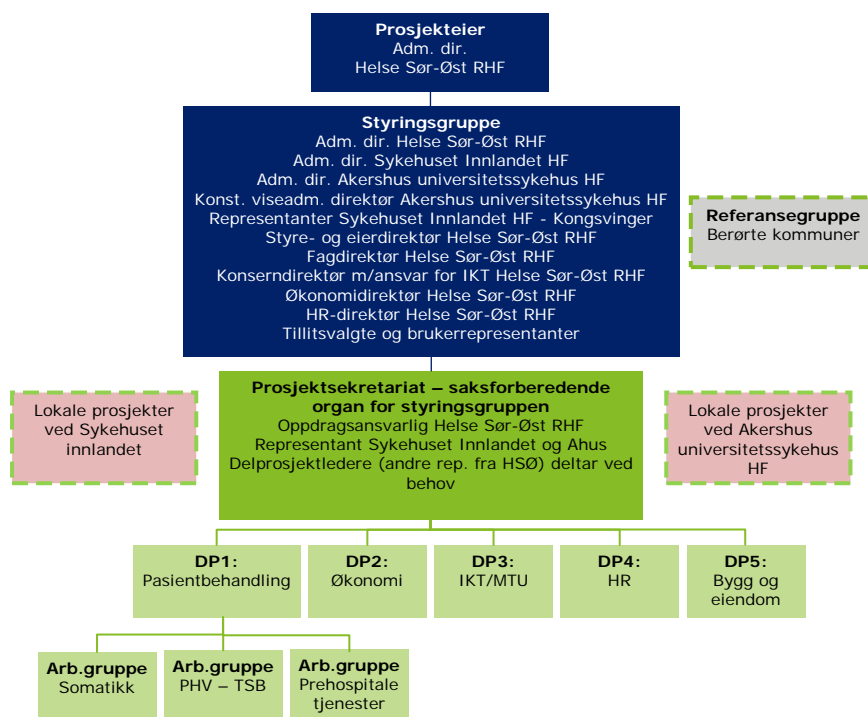 Prosjekteier
Adm. dir.
Helse Sør-Øst RHF
Styringsgruppe
Adm. dir. Helse Sør-Øst RHF
Adm. dir. Sykehuset Innlandet HF
Adm. dir. Akershus universitetssykehus HF
Konst. viseadm. direktør Akershus universitetssykehus HF
Representanter Sykehuset Innlandet HF - Kongsvinger
Styre- og eierdirektør Helse Sør-Øst RHF
Fagdirektør Helse Sør-Øst RHF
Konserndirektør m/ansvar for IKT Helse Sør-Øst RHF
Økonomidirektør Helse Sør-Øst RHF
HR-direktør Helse Sør-Øst RHF
Tillitsvalgte og brukerrepresentanter
Referansegruppe
Berørte kommuner
Lokale prosjekter
ved Sykehuset
innlandet
Prosjektsekretariat – saksforberedende
organ for styringsgruppen
Oppdragsansvarlig Helse Sør-Øst RHF
Representant Sykehuset Innlandet og Ahus
Delprosjektledere (andre rep. fra HSØ) deltar ved
behov
Lokale prosjekter
ved Akershus
universitetssykehus
HF
DP1:
Pasientbehandling
DP2:
Økonomi
DP3:
IKT/MTU
DP4:
HR
DP5:
Bygg og
eiendom
Arb.gruppe
Somatikk
Arb.gruppe
PHV – TSB
Arb.gruppe
Prehospitale
tjenester